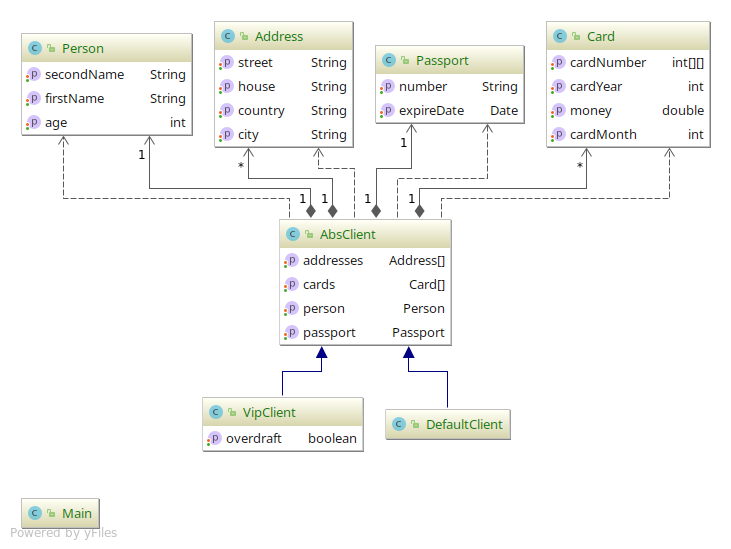 Person
secondName String
firstName String
age int
Address
street String
house String
country String
city String
Passport
number String
expireDate Date
Card
cardNumber int[][]
cardYear int
money double
cardMonth int
1
*
1
*
1
1
1
1
AbsClient
addresses Address[]
cards Card[]
person Person
passport Passport
VipClient
overdraft boolean
DefaultClient
Main
Powered by yFiles